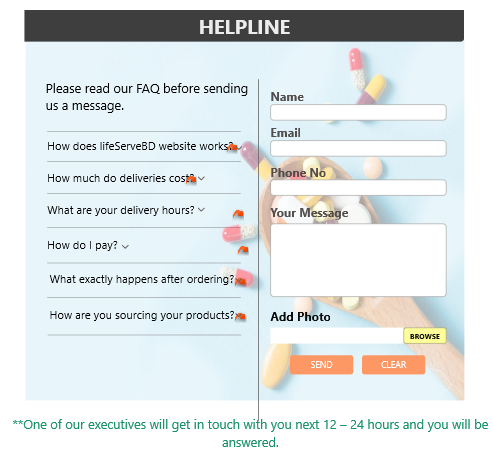 HELPLINE
Please read our FAQ before sending
us a message.
How does lifeServeBD website works?
How much do deliveries cost?
What are your delivery hours?
How do I pay?
What exactly happens after ordering?
How are you sourcing your products?
Name
Email
Phone No
Your Message
Add Photo
BROWSE
SEND CLEAR
**One of our executives will get in touch with you next 12 – 24 hours and you will be
answered.